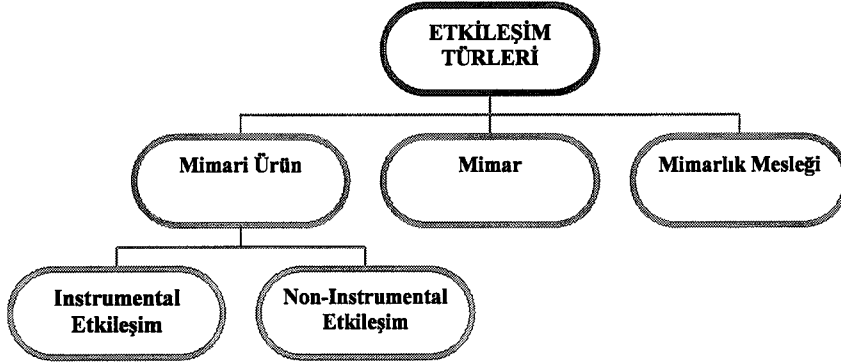 ETKİLEŞİM
TÜRLERİ
Mimari Ürün
Mimar
Mimarlık Mesleği
Instrumental
Etkileşim
Non-Instrumental
Etkileşim